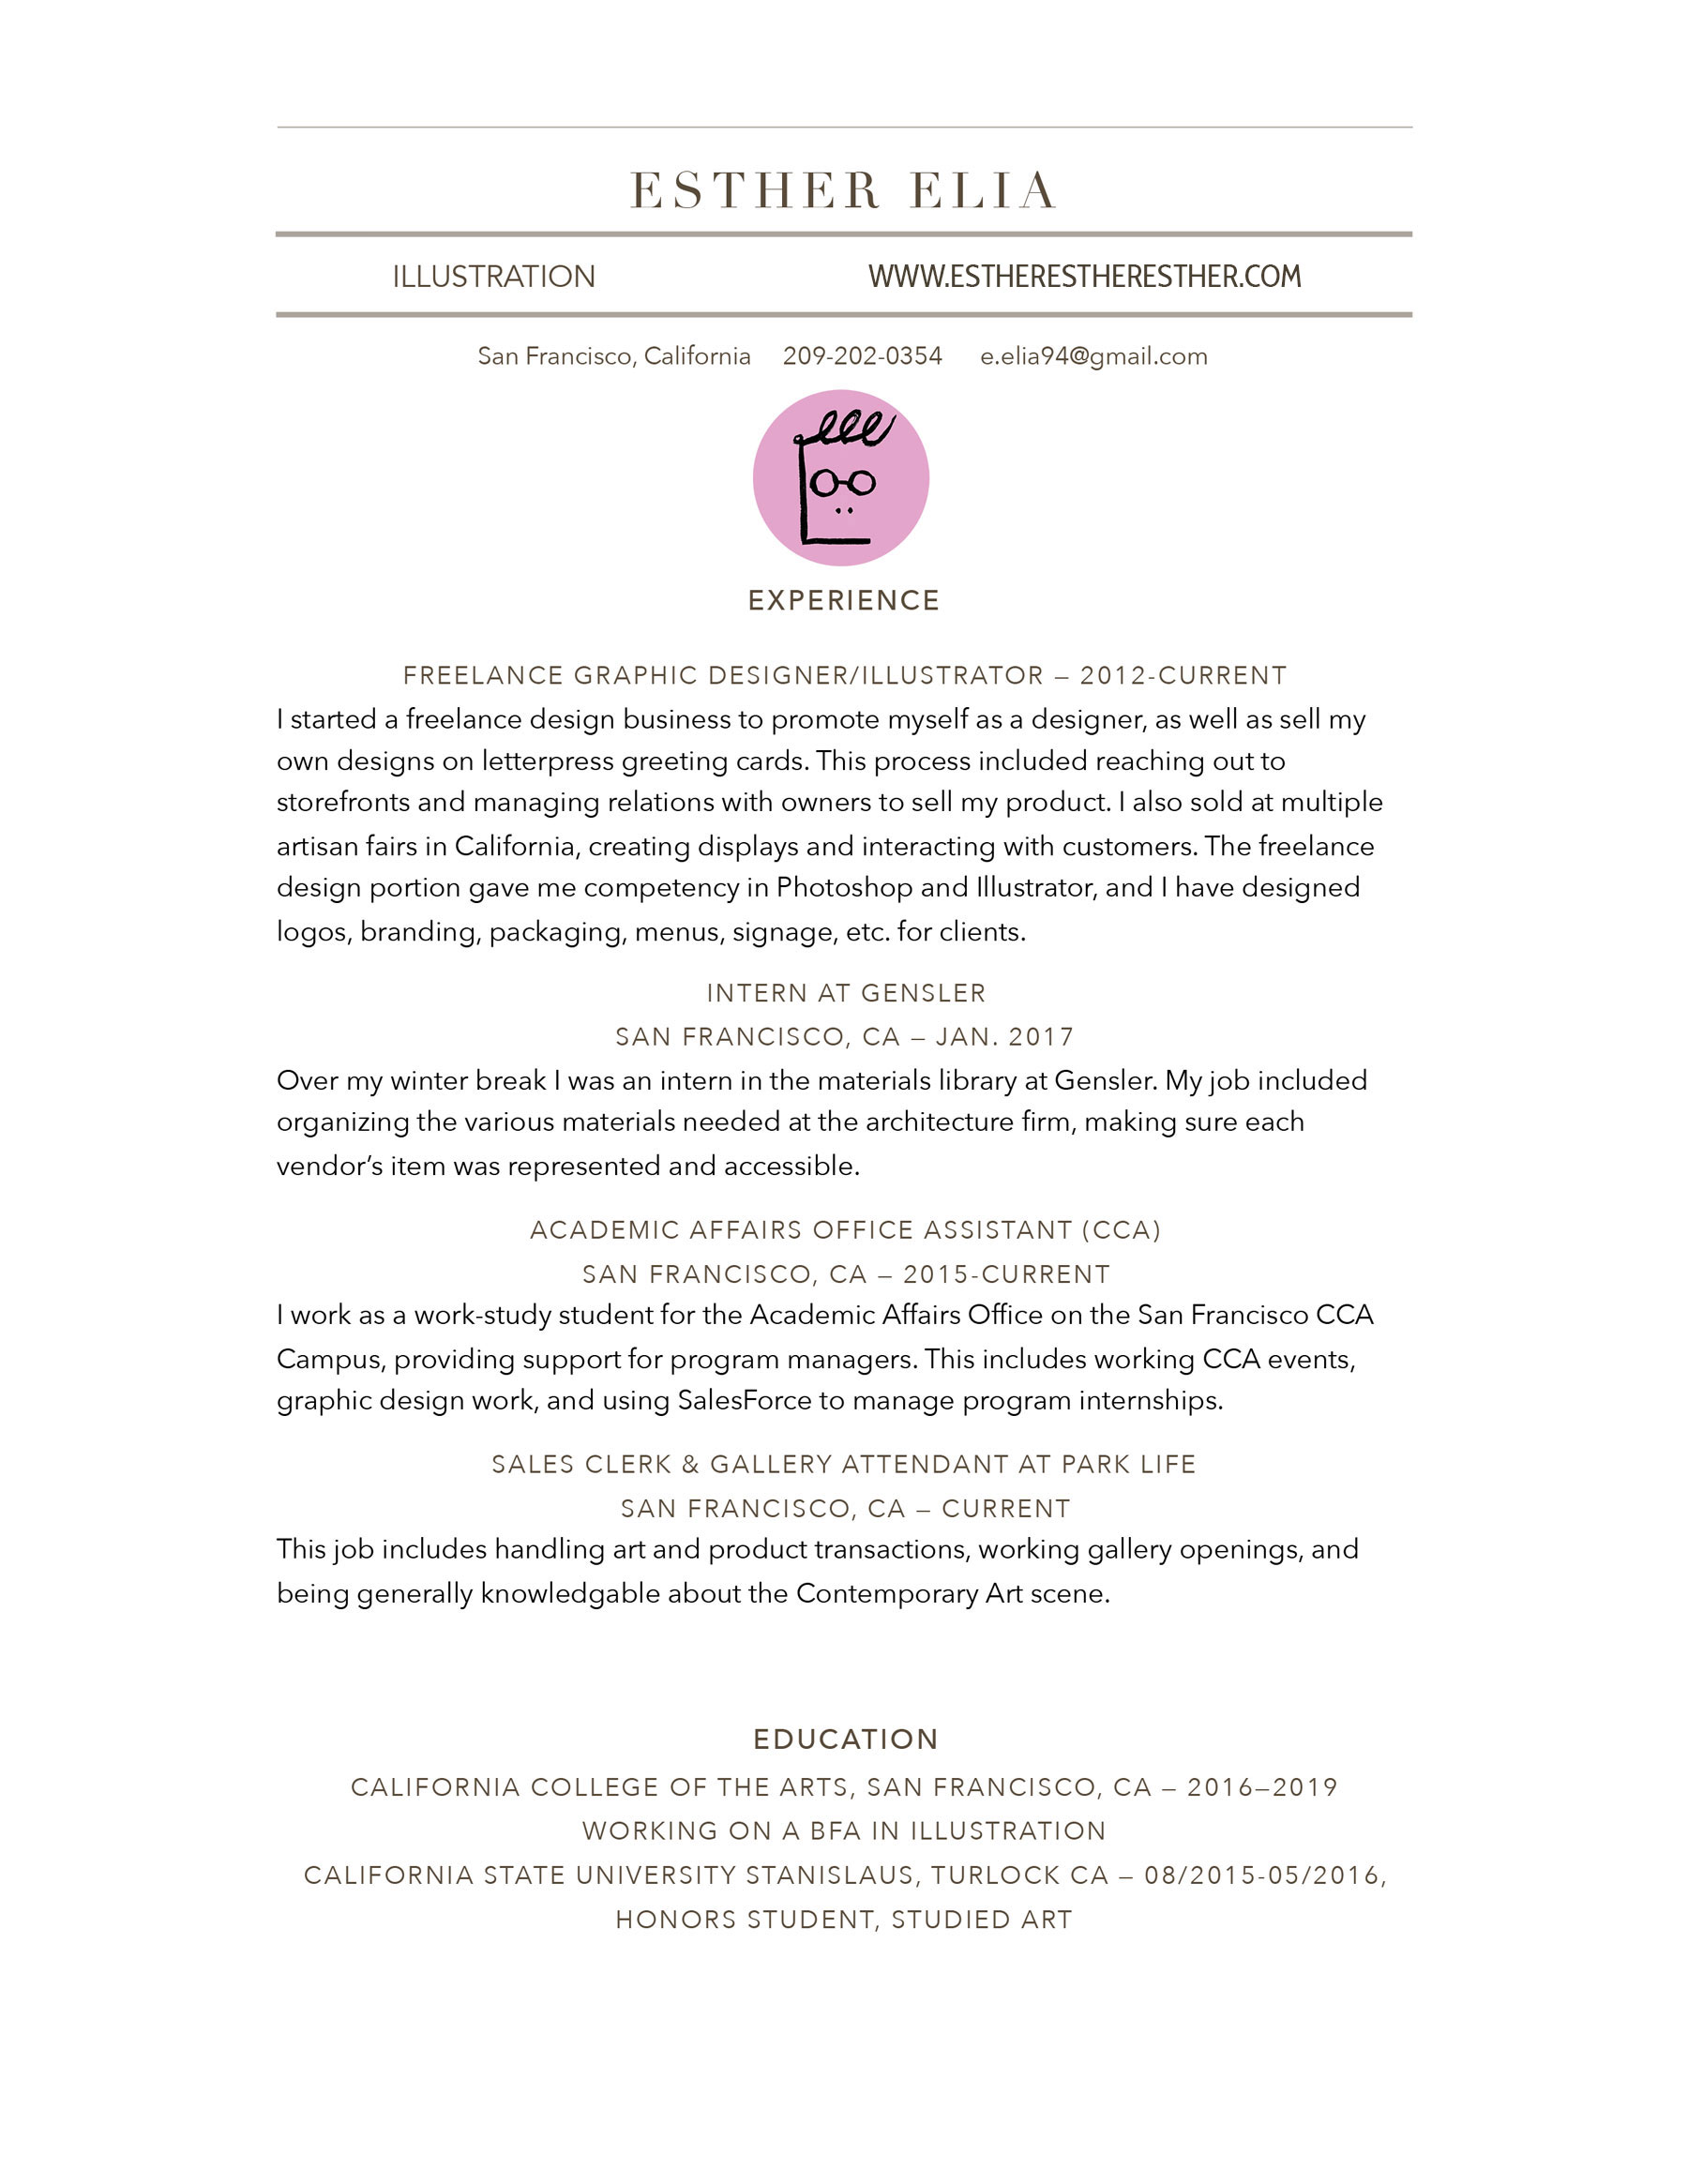 ESTHER ELIA
ILLUSTRATION WWW.ESTHERESTHERESTHER.COM
San Francisco, California 209-202-0354 e.elia94@gmail.com
EXPERIENCE
FREELANCE GRAPHIC DESIGNER/ILLUSTRATOR – 2012-CURRENT
I started a freelance design business to promote myself as a designer, as well as sell my
own designs on letterpress greeting cards. This process included reaching out to
storefronts and managing relations with owners to sell my product. I also sold at multiple
artisan fairs in California, creating displays and interacting with customers. The freelance
design portion gave me competency in Photoshop and Illustrator, and I have designed
logos, branding, packaging, menus, signage, etc. for clients.
INTERN AT GENSLER
SAN FRANCISCO, CA – JAN. 2017
Over my winter break I was an intern in the materials library at Gensler. My job included
organizing the various materials needed at the architecture firm, making sure each
vendor’s item was represented and accessible.
ACADEMIC AFFAIRS OFFICE ASSISTANT (CCA)
SAN FRANCISCO, CA – 2015-CURRENT
I work as a work-study student for the Academic Affairs Office on the San Francisco CCA
Campus, providing support for program managers. This includes working CCA events,
graphic design work, and using SalesForce to manage program internships.
SALES CLERK & GALLERY ATTENDANT AT PARK LIFE
SAN FRANCISCO, CA – CURRENT
This job includes handling art and product transactions, working gallery openings, and
being generally knowledgable about the Contemporary Art scene.
EDUCATION
CALIFORNIA COLLEGE OF THE ARTS, SAN FRANCISCO, CA – 2016–2019
WORKING ON A BFA IN ILLUSTRATION
CALIFORNIA STATE UNIVERSITY STANISLAUS, TURLOCK CA – 08/2015-05/2016,
HONORS STUDENT, STUDIED ART